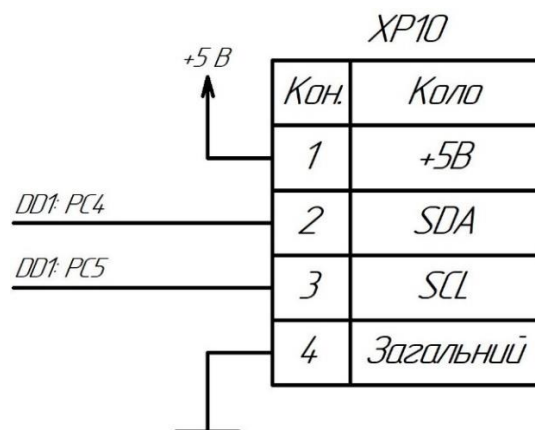 XP10
+5 В
Кон. Коло
1 +5В
DD1: PC4
2 SDA
DD1: PC5
3 SCL
4 Загальний